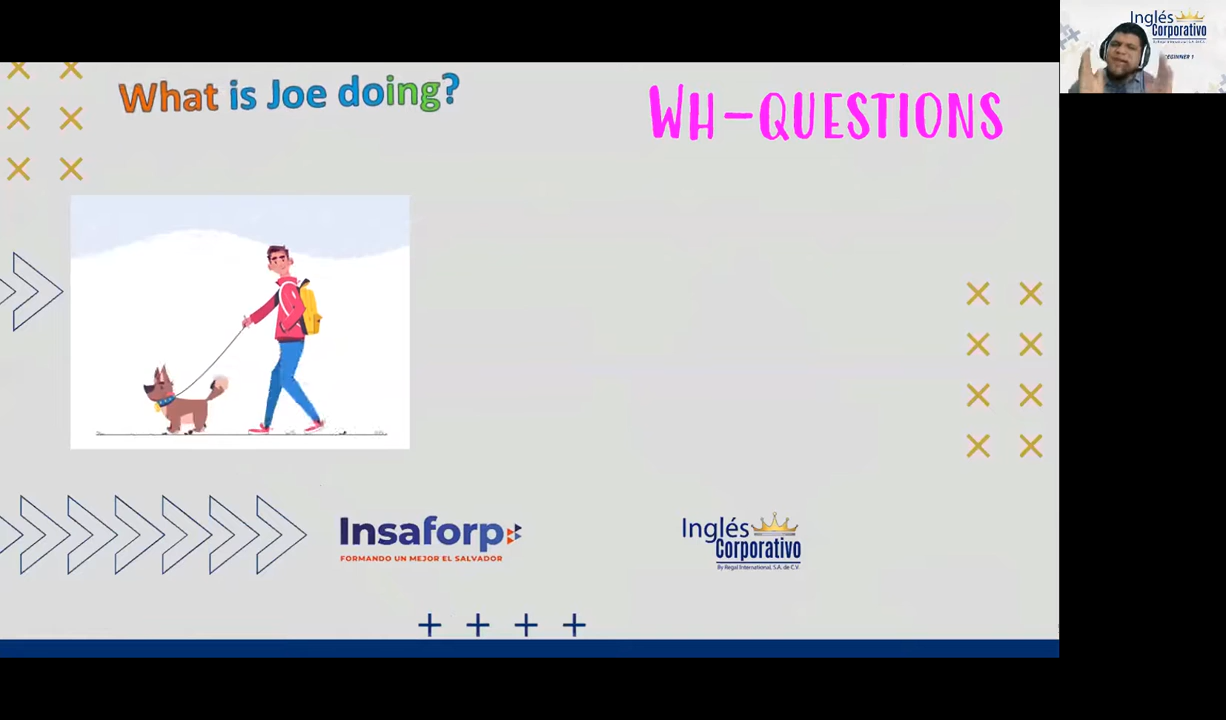 What is Joe doing?
WH-QUESTIONS
Insaforp
FORMANDO UN MEJOR EL SALVADOR
Inglés
Corporativo
By Regal International, S.A. de C.V.
Inglés
Corporativo
BEGINNER 1